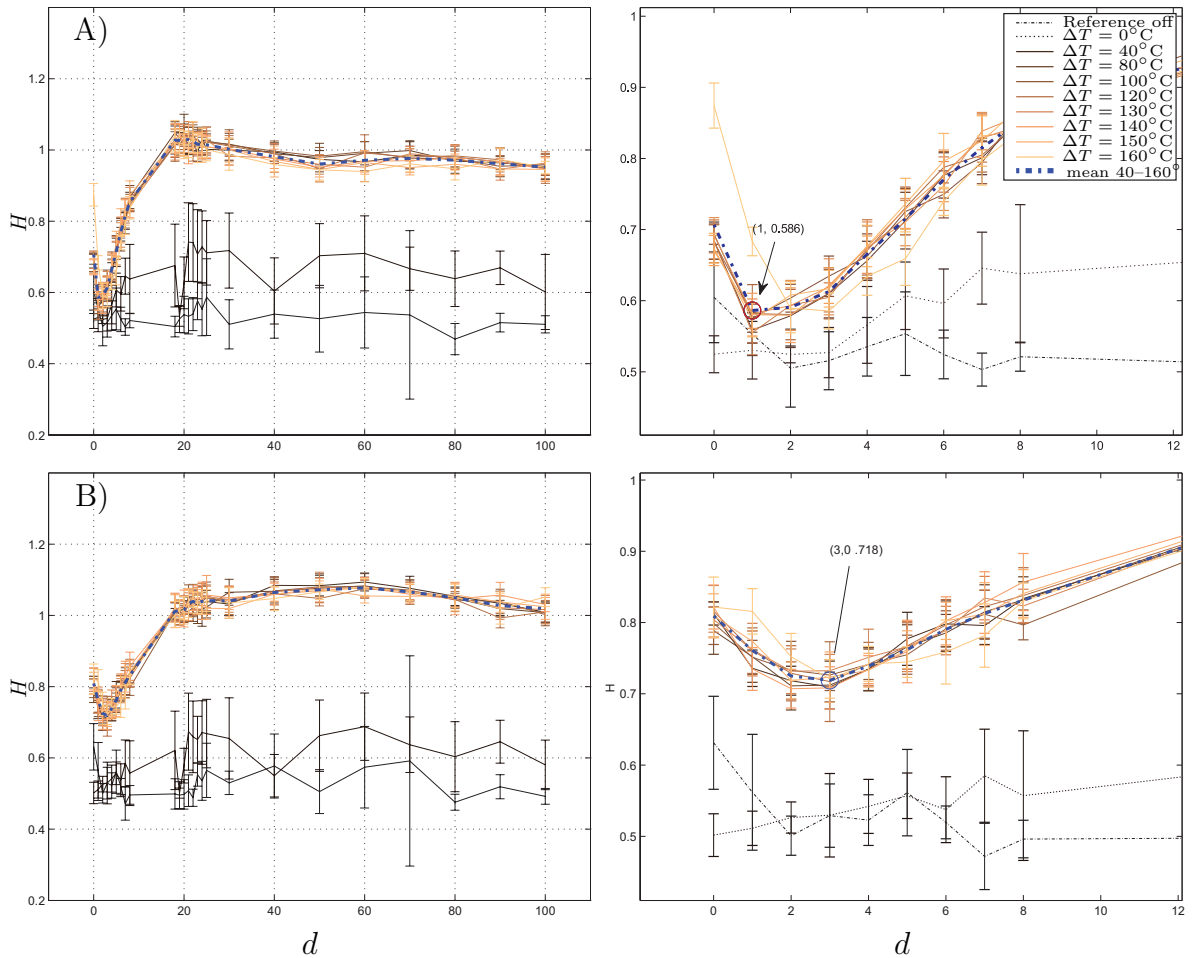 A)
H
1.4
1.2
1
0.8
0.6
0.4
0.2
0 20 40 60 80 100
1
0.9
0.8
0.7
0.6
0.5
0 2 4 6 8 10 12
(1, 0.586)
Reference off
ΔT = 0°C
ΔT = 40°C
ΔT = 80°C
ΔT = 100°C
ΔT = 120°C
ΔT = 130°C
ΔT = 140°C
ΔT = 150°C
ΔT = 160°C
mean 40–160°
B)
H
1.4
1.2
1
0.8
0.6
0.4
0.2
0 20 40 60 80 100
d
H
1
0.9
0.8
0.7
0.6
0.5
0 2 4 6 8 10 12
(3,0 .718)
d